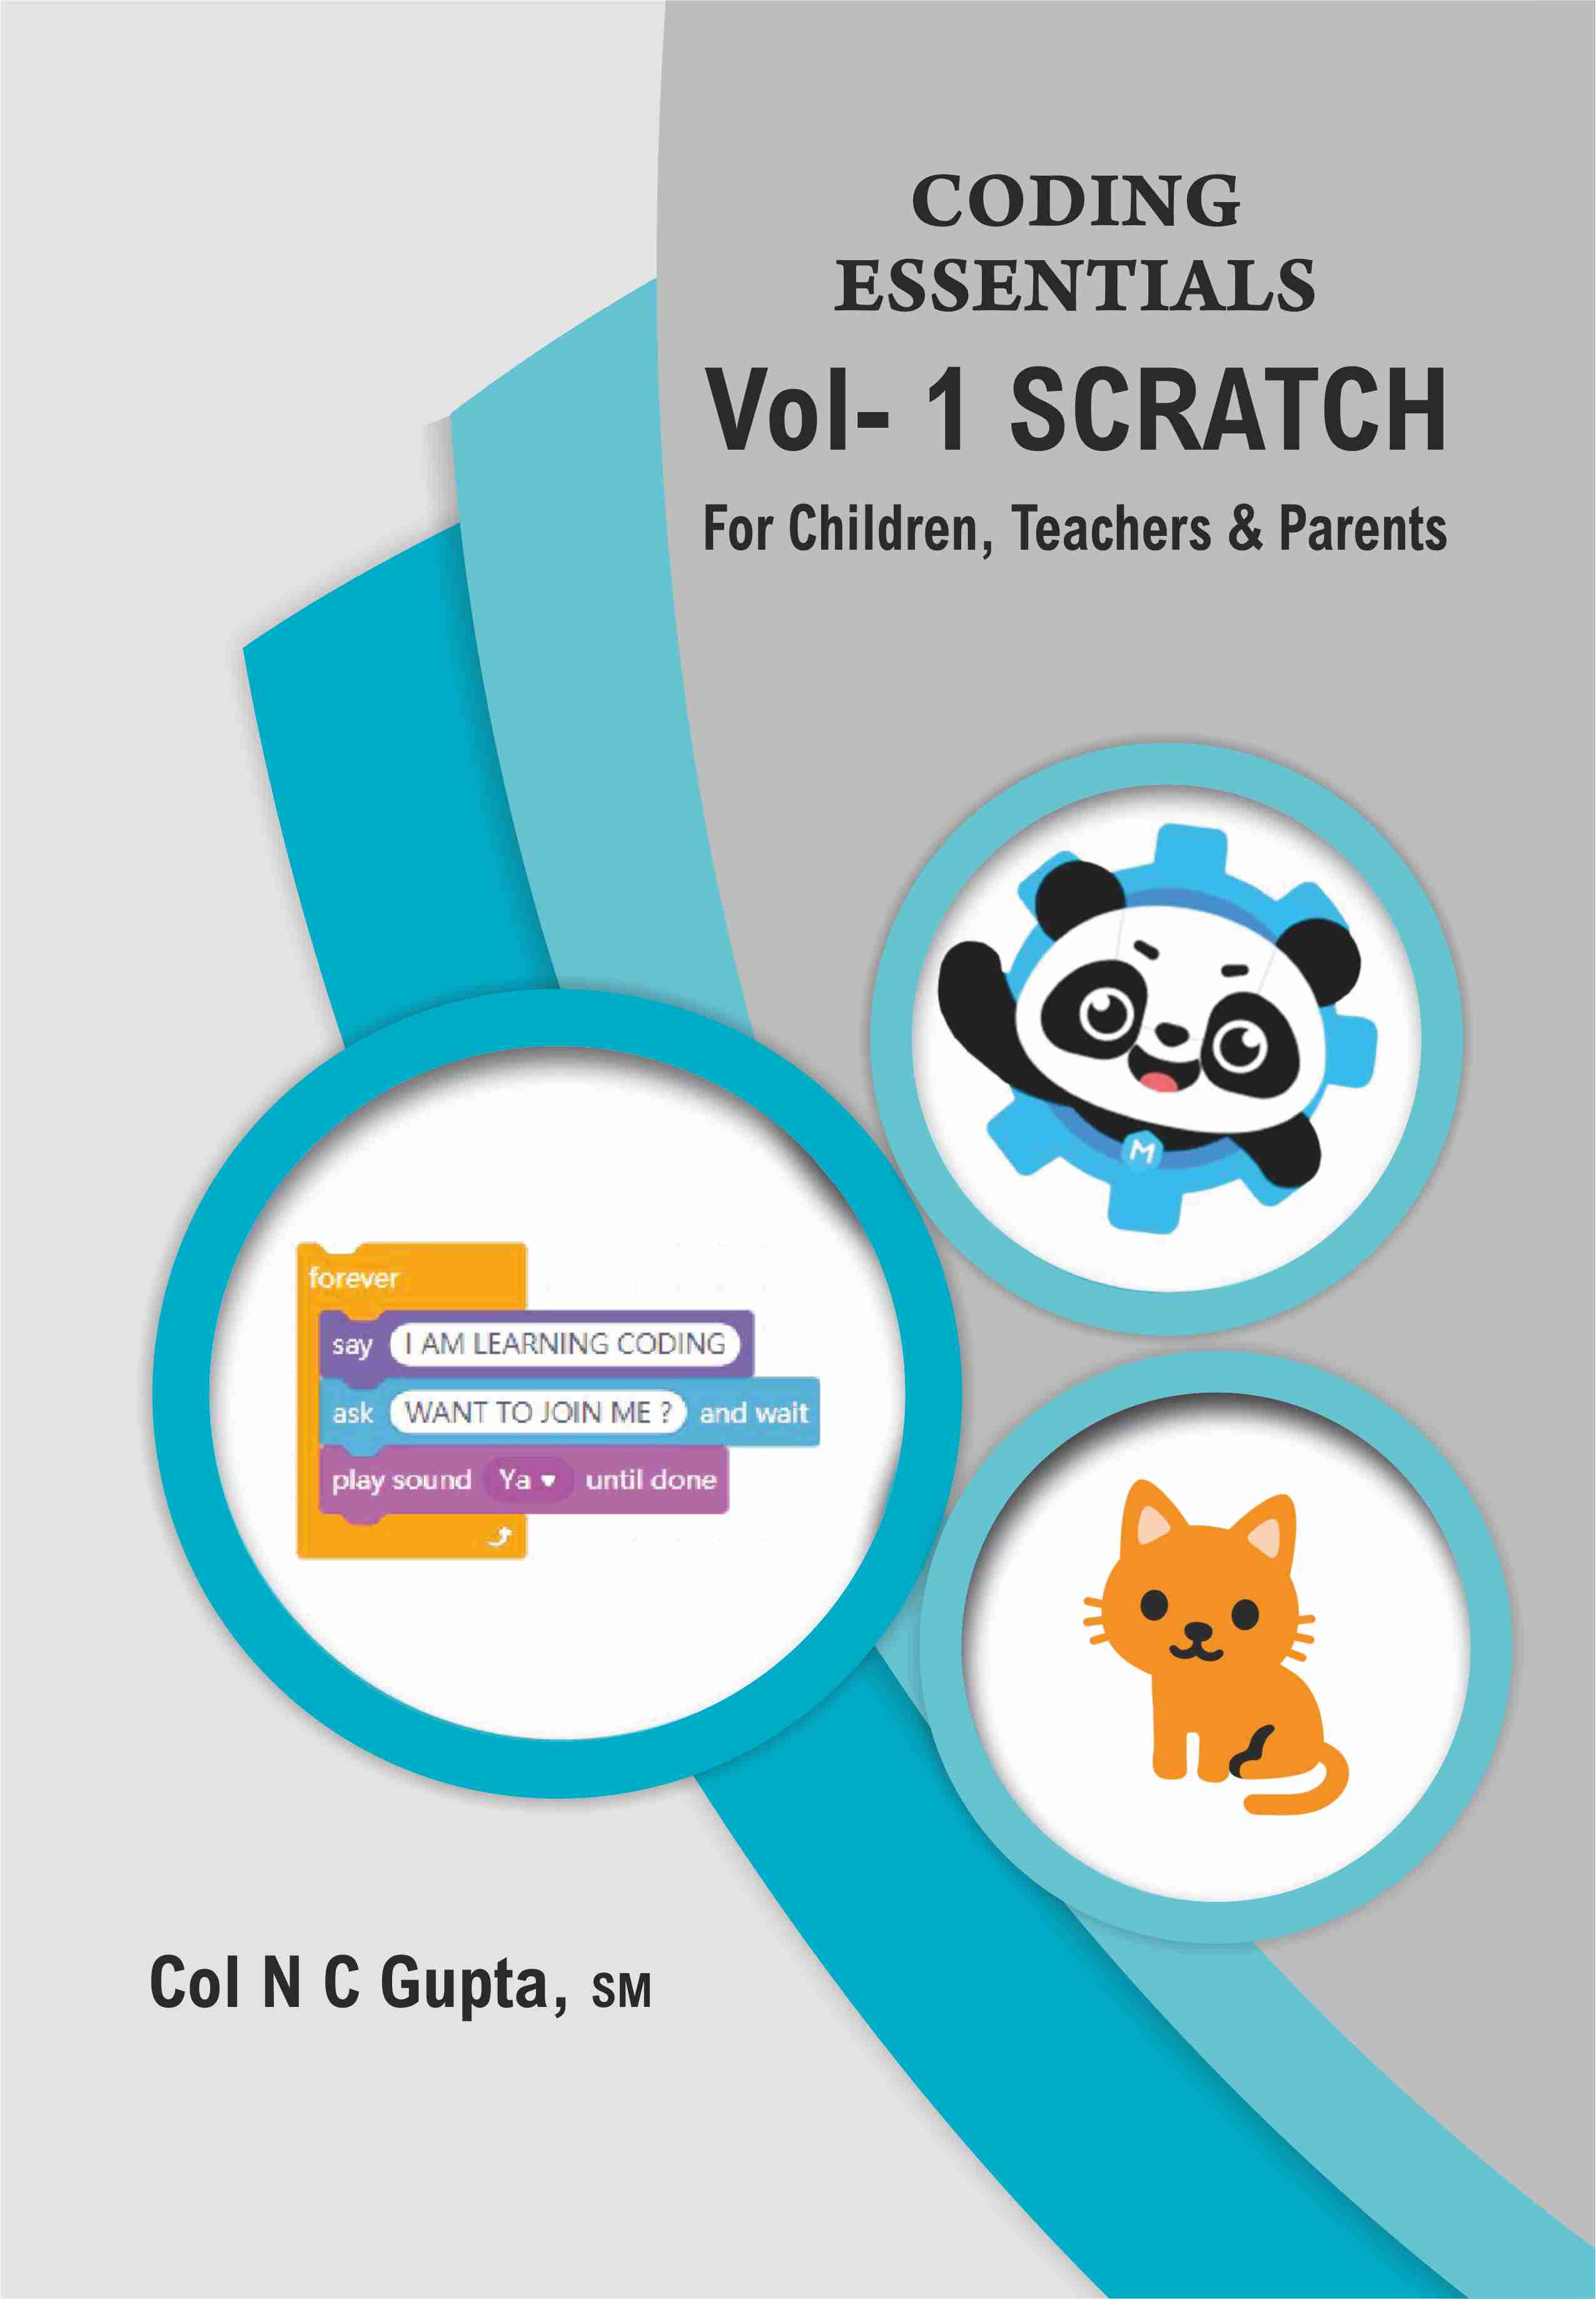 CODING
ESSENTIALS
Vol- 1 SCRATCH
For Children, Teachers & Parents
M
forever
say I AM LEARNING CODING
ask WANT TO JOIN ME ? and wait
play sound Ya until done
Col N C Gupta, SM